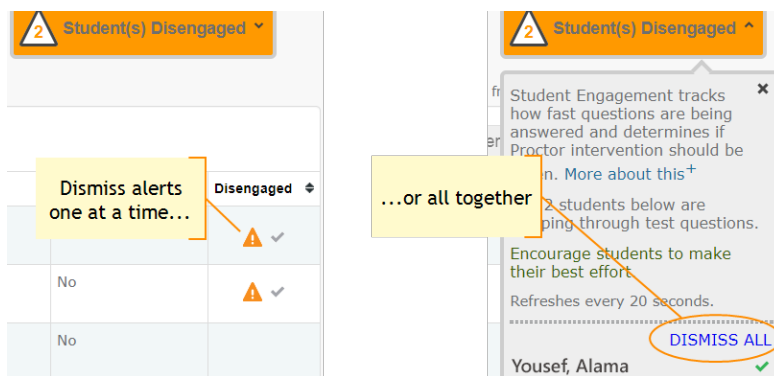 2 Student(s) Disengaged
Dismiss alerts
one at a time...
Disengaged
No
No
2 Student(s) Disengaged
Student Engagement tracks
how fast questions are being
answered and determines if
Proctor intervention should be
More about this+
...or all together
2 students below are
through test questions.
Encourage students to make
their best effort
Refreshes every 20 seconds.
DISMISS ALL
Yousef, Alama